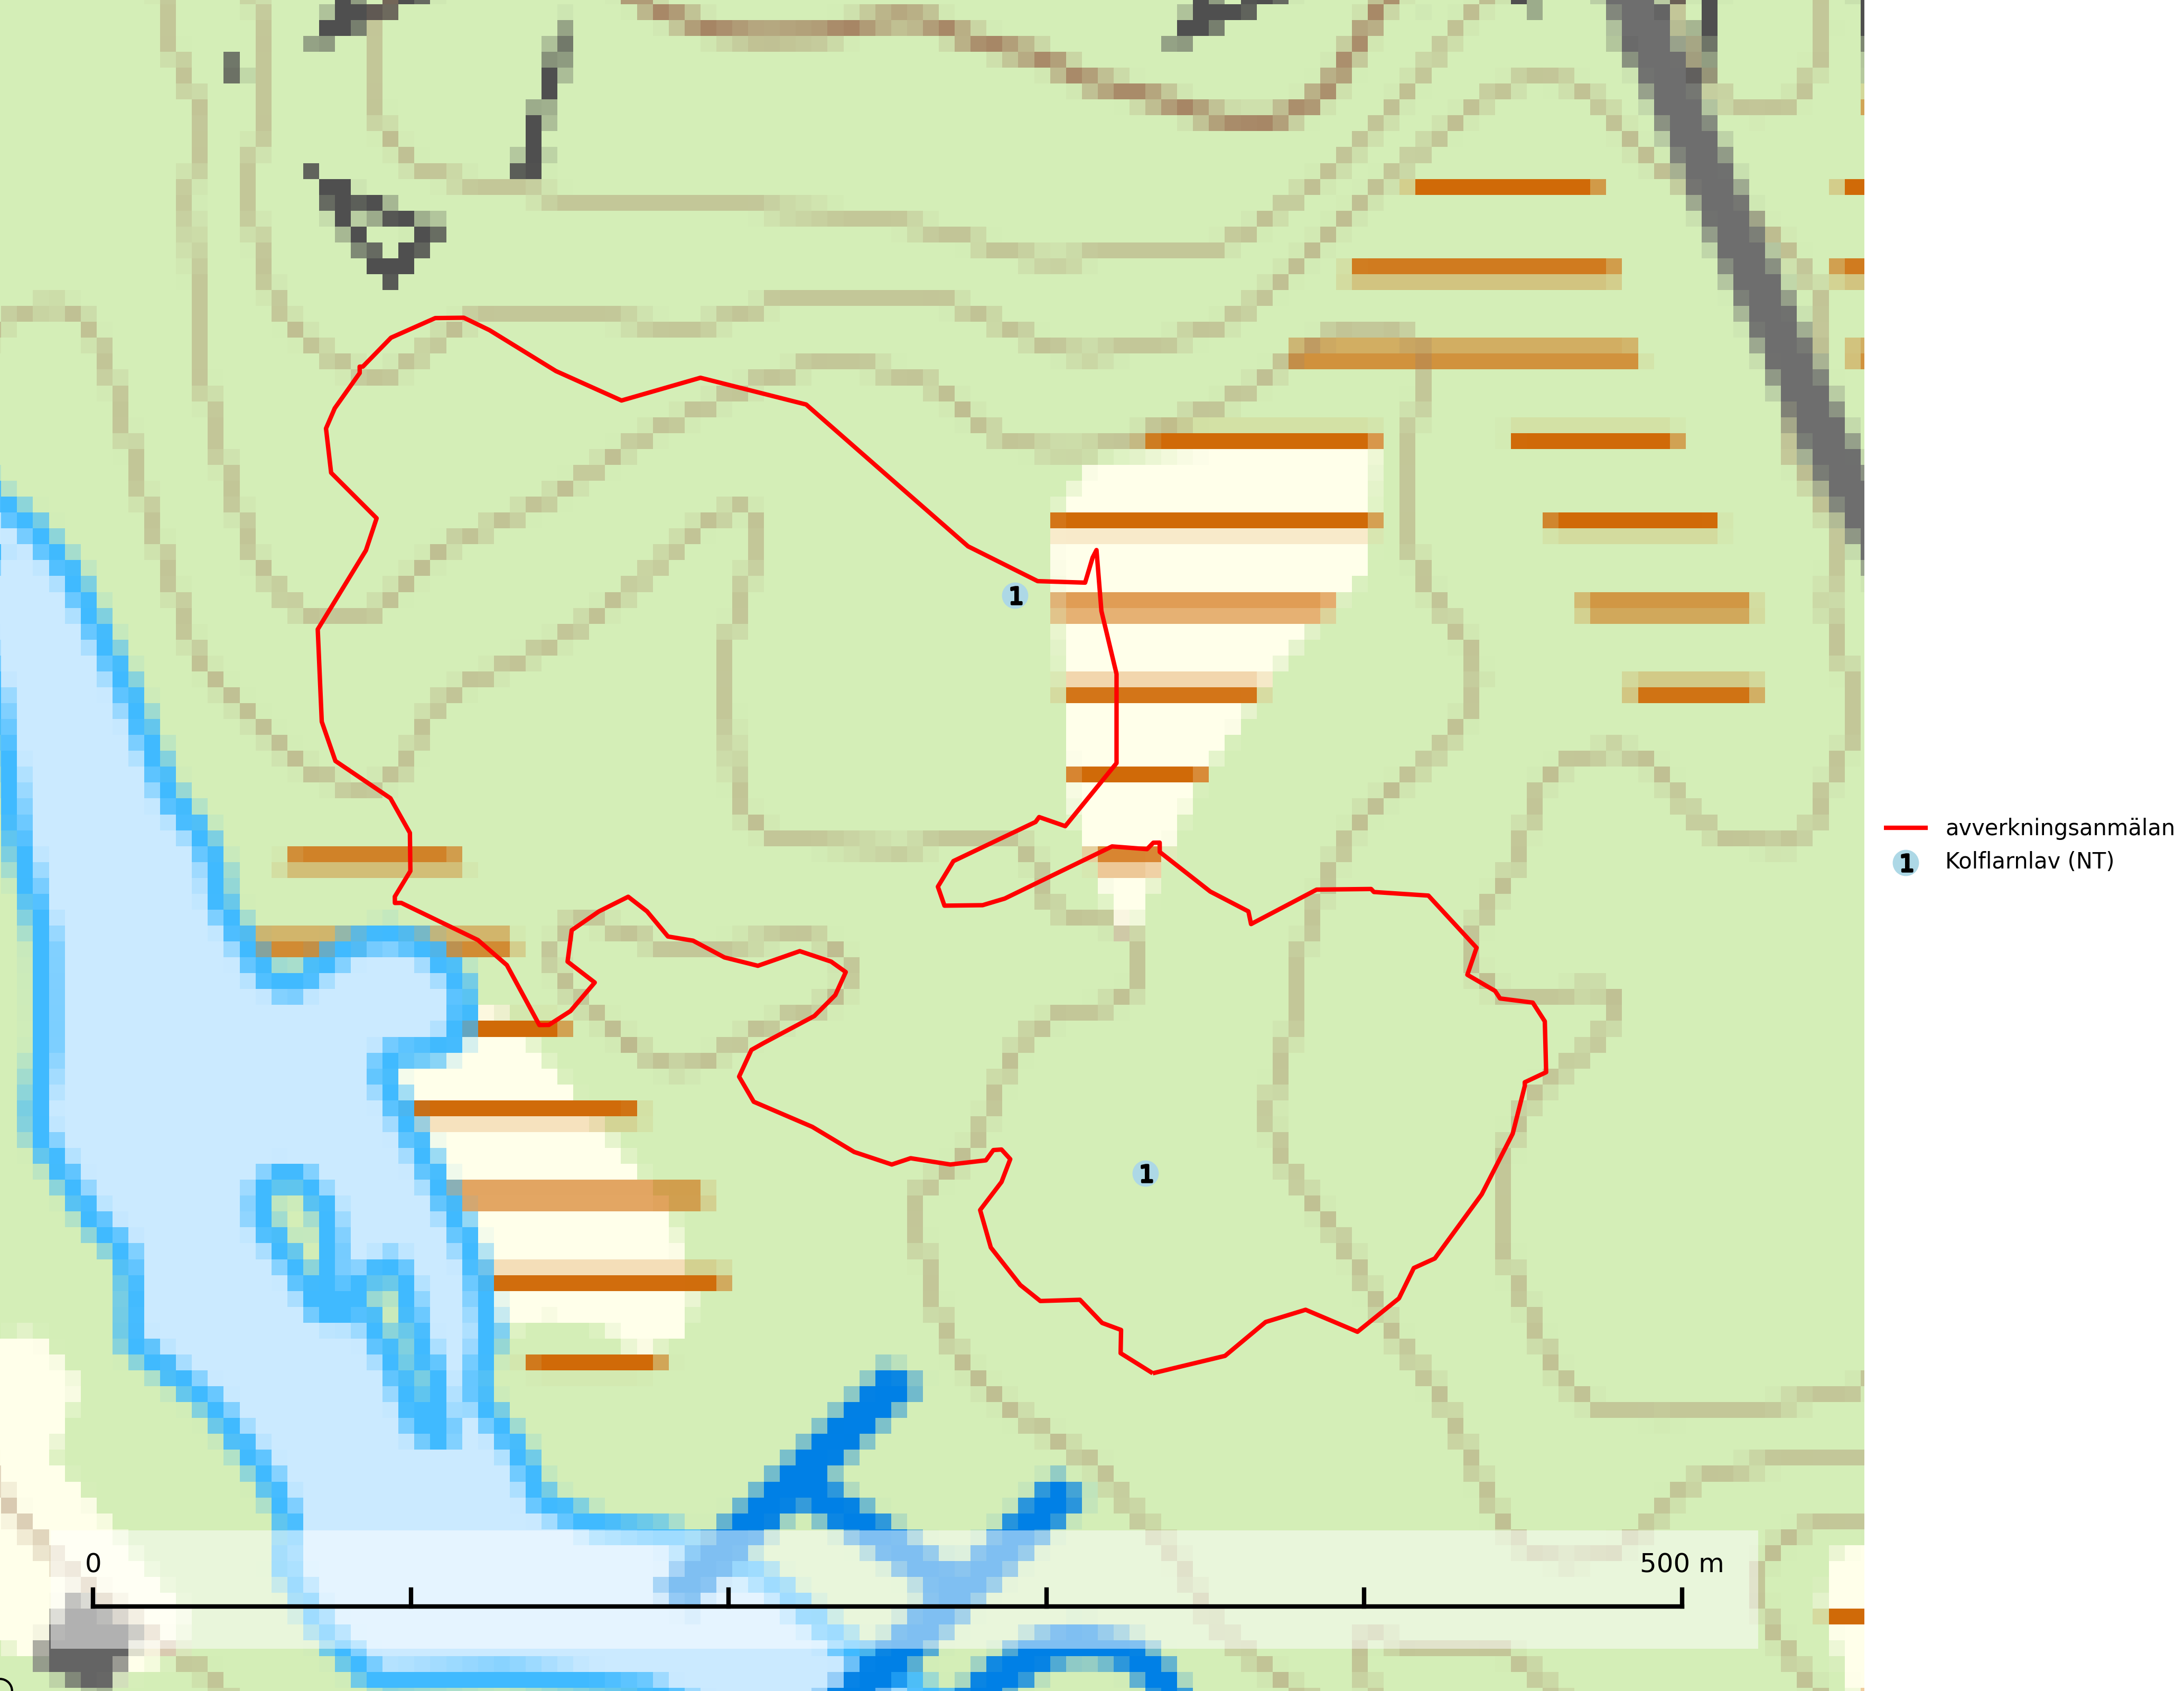 1
avverkningsanmälan
1 Kolflarnlav (NT)
1
0 500 m